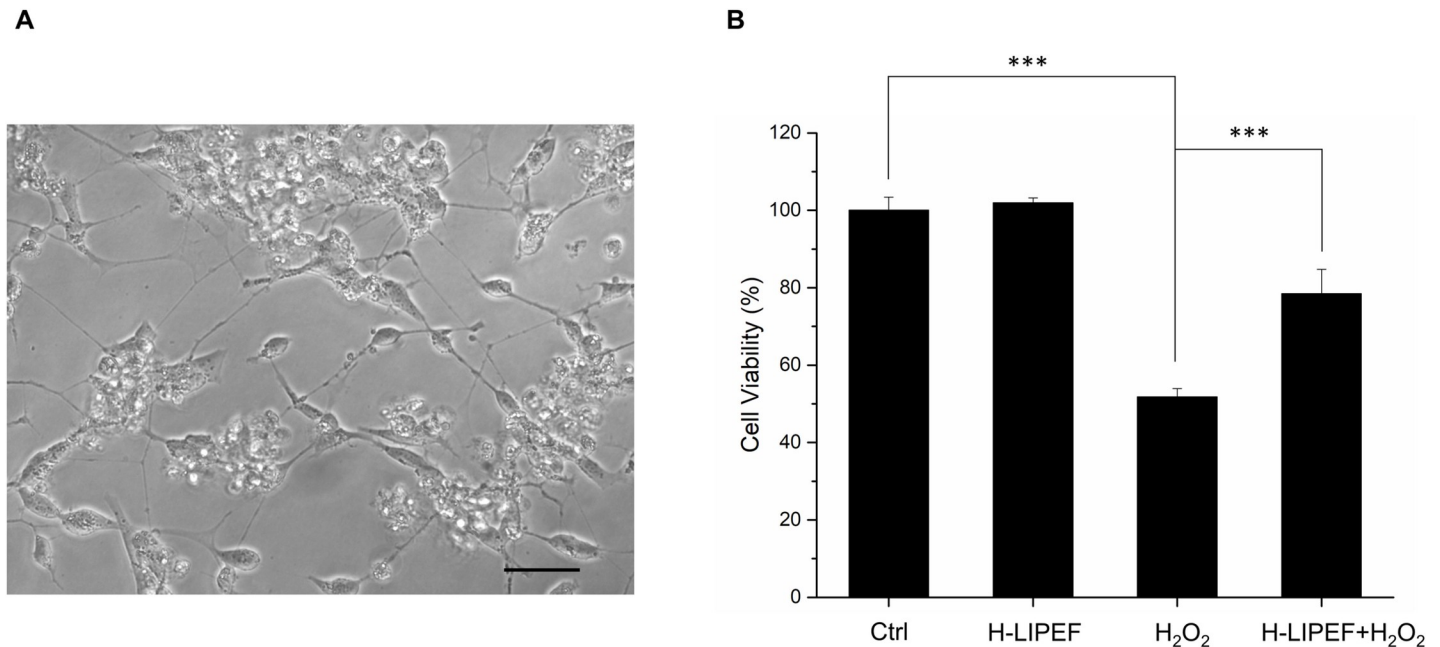 A
B
***
***
120
100
80
60
40
20
0
Cell Viability (%)
Ctrl
H-LIPEF
H₂O₂
H-LIPEF+H₂O₂